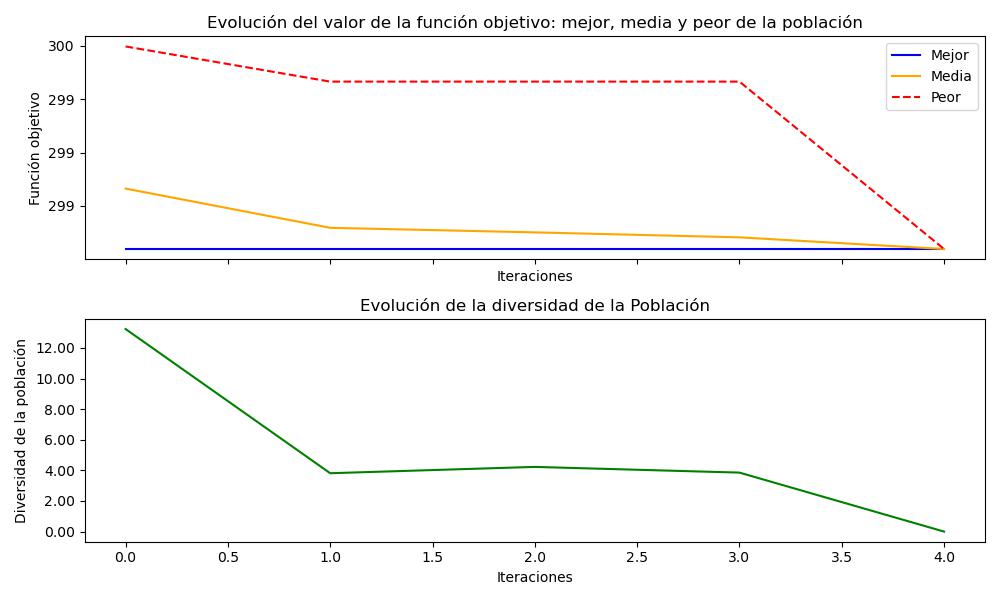 Evolución del valor de la función objetivo: mejor, media y peor de la población
Función objetivo
300
299
299
299
Mejor
Media
Peor
Iteraciones
Evolución de la diversidad de la Población
Diversidad de la población
12.00
10.00
8.00
6.00
4.00
2.00
0.00
0.0 0.5 1.0 1.5 2.0 2.5 3.0 3.5 4.0
Iteraciones